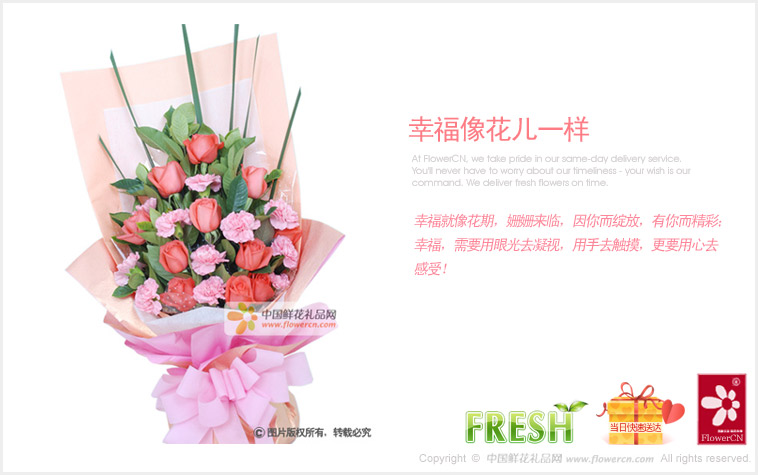 幸福像花儿一样
At FlowerCN, we take pride in our same-day delivery service.
You'll never have to worry about our timeliness - your wish is our
command. We deliver fresh flowers on time.
幸福就像花期，姗姗来临，因你而绽放，有你而精彩；
幸福，需要用眼光去凝视，用手去触摸，更要用心去
感受！
中国鲜花礼品网
www.flowercn.com
© 图片版权所有，转载必究
FRESH
当日快速送达
FlowerCN
Copyright © 中国鲜花礼品网 www.flowercn.com All rights reserved.